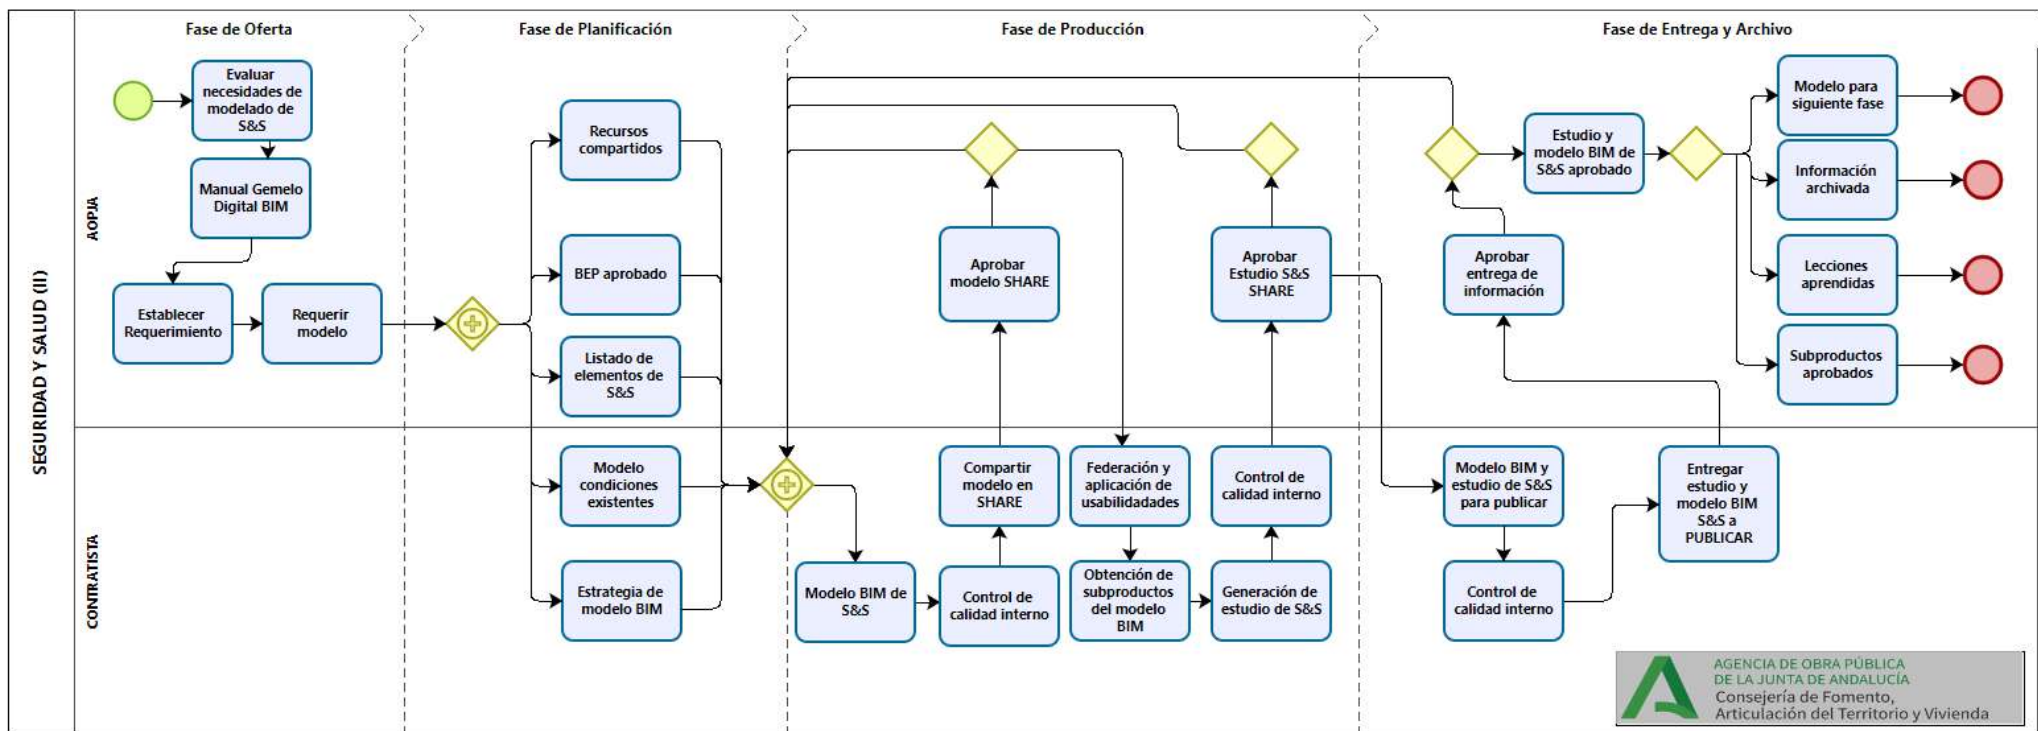 Fase de Oferta
Fase de Planificación
Fase de Producción
Fase de Entrega y Archivo
SEGURIDAD Y SALUD (II)
AOPJA
Evaluar
necesidades de
modelado de
S&S
Manual Gemelo
Digital BIM
Establecer
Requerimiento
Requerir
modelo
Recursos
compartidos
BEP aprobado
Listado de
elementos de
S&S
Aprobar
modelo SHARE
Aprobar
Estudio S&S
SHARE
Aprobar
entrega de
información
Estudio y
modelo BIM de
S&S aprobado
Modelo para
siguiente fase
Información
archivada
Lecciones
aprendidas
Subproductos
aprobados
CONTRATISTA
Modelo
condiciones
existentes
Estrategia de
modelo BIM
Modelo BIM de
S&S
Control de
calidad interno
Compartir
modelo en
SHARE
Federación y
aplicación de
usabilidadades
Obtención de
subproductos
del modelo
BIM
Generación de
estudio de S&S
Control de
calidad interno
Modelo BIM y
estudio de S&S
para publicar
Control de
calidad interno
Entregar
estudio y
modelo BIM
S&S a
PUBLICAR
AGENCIA DE OBRA PÚBLICA
DE LA JUNTA DE ANDALUCÍA
Consejería de Fomento,
Articulación del Territorio y Vivienda